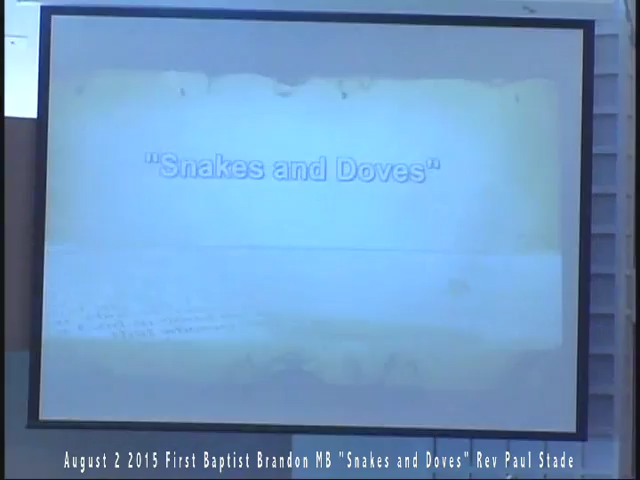 "Snakes and Doves"
August 2 2015 First Baptist Brandon MB "Snakes and Doves" Rev Paul Stade